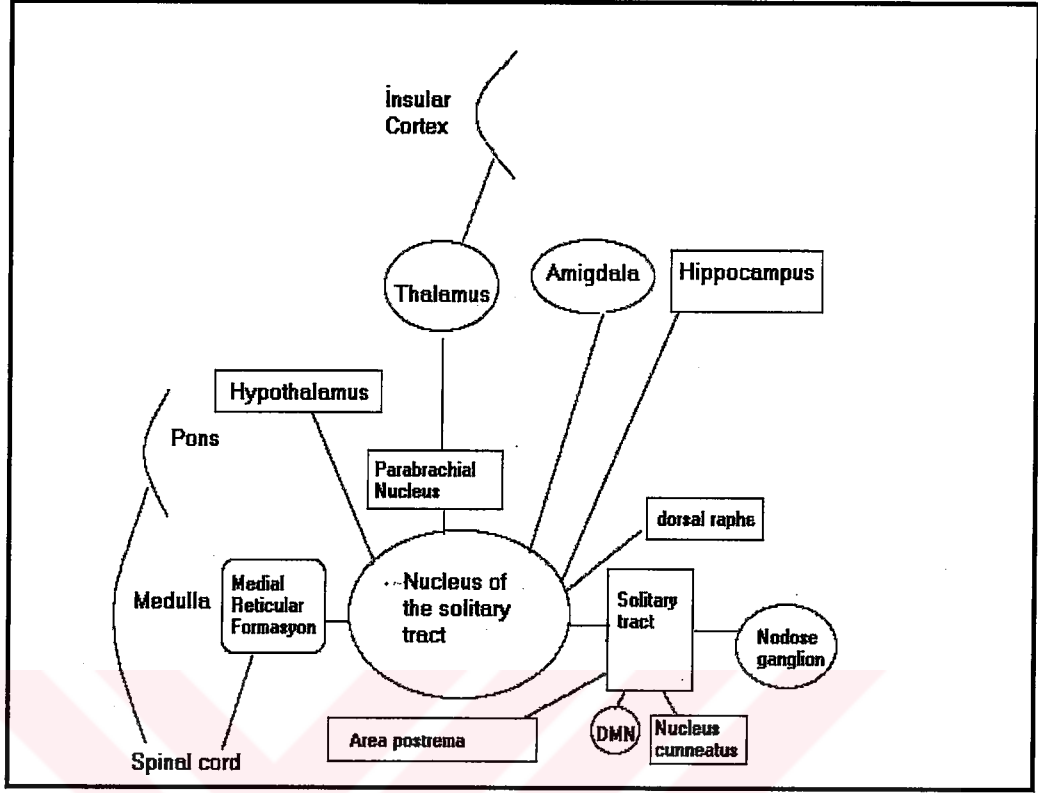 İnsular
Cortex
Thalamus
Amigdala
Hippocampus
Hypothalamus
Pons
Parabrachial
Nucleus
dorsal raphe
Medulla
Medial
Reticular
Formasyon
Nucleus of
the solitary
tract
Solitary
tract
Nodose
ganglion
Area postrema
DMN
Nucleus
cunneatus
Spinal cord